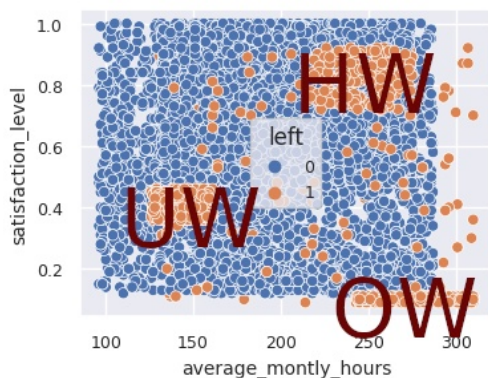 1.0
HW
0.8
left
0
1
0.6
satisfaction_level
0.4
UW
0.2
OW
100 150 200 250 300
average_montly_hours